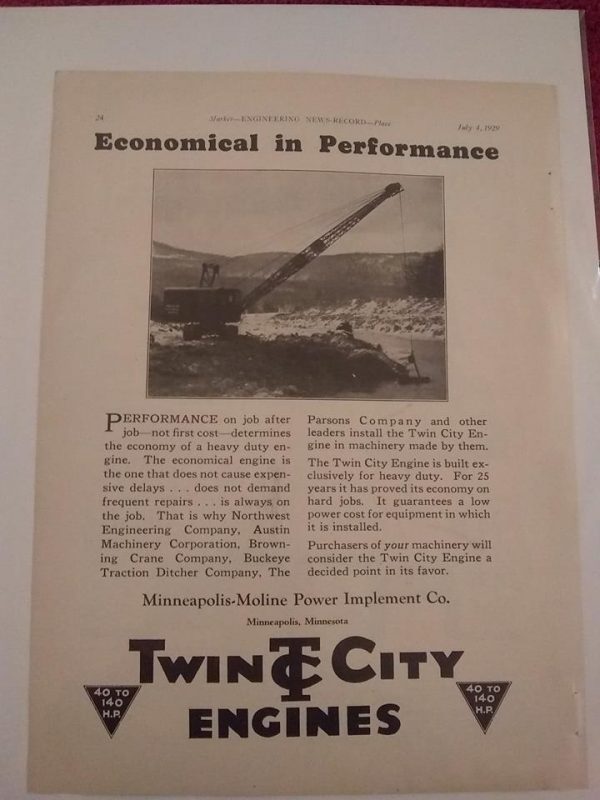 24
Market—ENGINEERING NEWS-RECORD—Place
July 4, 1929
Economical in Performance
PERFORMANCE on job after
job—not first cost—determines
the economy of a heavy duty en-
gine. The economical engine is
the one that does not cause expen-
sive delays . . . does not demand
frequent repairs . . . is always on
the job. That is why Northwest
Engineering Company, Austin
Machinery Corporation, Brown-
ing Crane Company, Buckeye
Traction Ditcher Company, The
Parsons Company and other
leaders install the Twin City En-
gine in machinery made by them.
The Twin City Engine is built ex-
clusively for heavy duty. For 25
years it has proved its economy on
hard jobs. It guarantees a low
power cost for equipment in which
it is installed.
Purchasers of your machinery will
consider the Twin City Engine a
decided point in its favor.
Minneapolis-Moline Power Implement Co.
Minneapolis, Minnesota
TWIN TC CITY
ENGINES
40 TO
140
H.P.
40 TO
140
H.P.